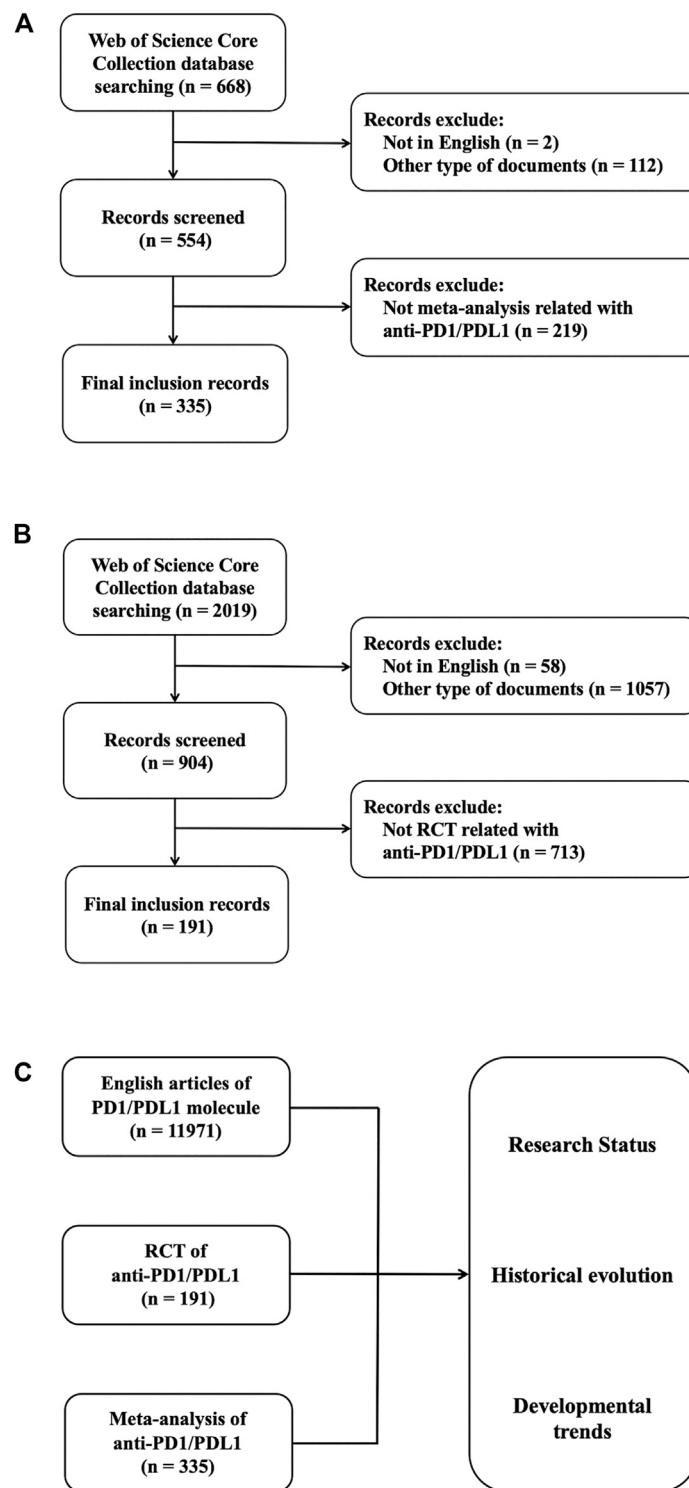 A
Web of Science Core
Collection database
searching (n = 668)
Records exclude:
Not in English (n = 2)
Other type of documents (n = 112)
Records screened
(n = 554)
Records exclude:
Not meta-analysis related with
anti-PD1/PDL1 (n = 219)
Final inclusion records
(n = 335)
B
Web of Science Core
Collection database
searching (n = 2019)
Records exclude:
Not in English (n = 58)
Other type of documents (n = 1057)
Records screened
(n = 904)
Records exclude:
Not RCT related with
anti-PD1/PDL1 (n = 713)
Final inclusion records
(n = 191)
C
English articles of
PD1/PDL1 molecule
(n = 11971)
RCT of
anti-PD1/PDL1
(n = 191)
Meta-analysis of
anti-PD1/PDL1
(n = 335)
Research Status
Historical evolution
Developmental
trends